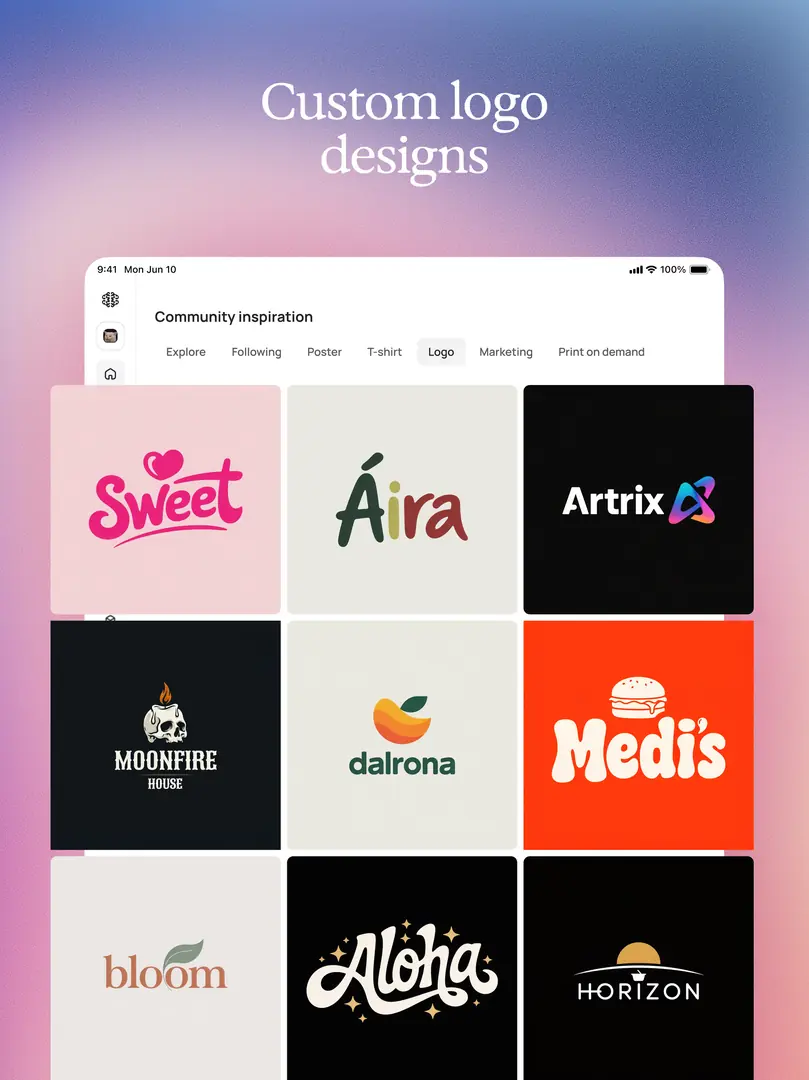 Custom logo
designs
9:41 Mon Jun 10 100%
Community inspiration
Explore Following Poster T-shirt Logo Marketing Print on demand
Sweet
Áira
Artrix
MOONFIRE
HOUSE
dalrona
Medi's
bloom
Aloha
HORIZON